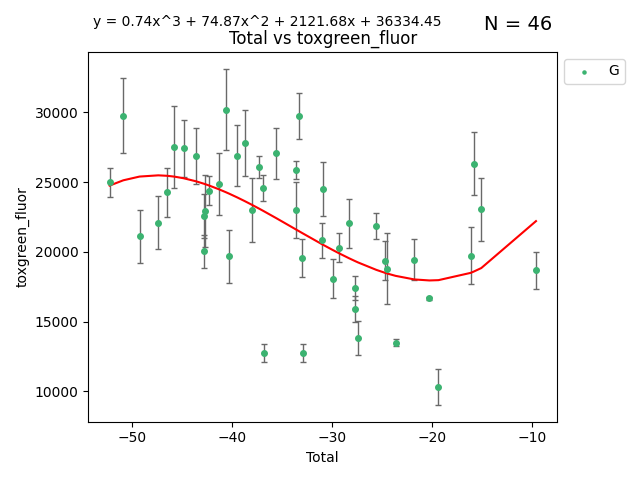 y = 0.74x^3 + 74.87x^2 + 2121.68x + 36334.45
N = 46
Total vs toxgreen_fluor
G
30000
25000
20000
15000
10000
toxgreen_fluor
−50
−40
−30
−20
−10
Total